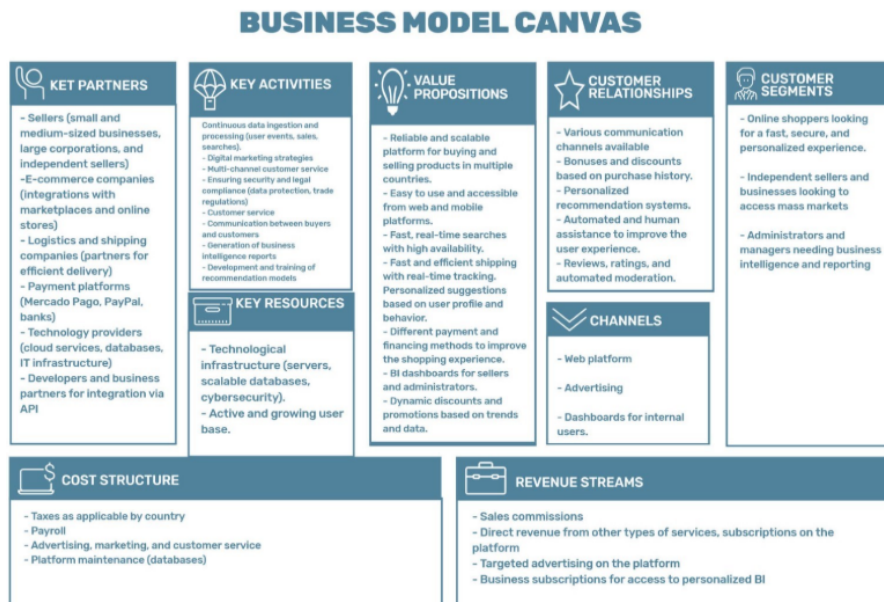 BUSINESS MODEL CANVAS
KET PARTNERS
- Sellers (small and
medium-sized businesses,
large corporations, and
independent sellers)
-E-commerce companies
(integrations with
marketplaces and online
stores)
- Logistics and shipping
companies (partners for
efficient delivery)
- Payment platforms
(Mercado Pago, PayPal,
banks)
- Technology providers
(cloud services, databases,
IT infrastructure)
- Developers and business
partners for integration via
API
KEY ACTIVITIES
Continuous data ingestion and
processing (user events, sales,
searches).
- Digital marketing strategies
- Multi-channel customer service
- Ensuring security and legal
compliance (data protection, trade
regulations)
- Customer service
- Communication between buyers
and customers
- Generation of business
intelligence reports
- Development and training of
recommendation models
KEY RESOURCES
- Technological
infrastructure (servers,
scalable databases,
cybersecurity).
- Active and growing user
base.
VALUE
PROPOSITIONS
- Reliable and scalable
platform for buying and
selling products in multiple
countries.
- Easy to use and accessible
from web and mobile
platforms.
- Fast, real-time searches
with high availability.
- Fast and efficient shipping
with real-time tracking.
Personalized suggestions
based on user profile and
behavior.
- Different payment and
financing methods to improve
the shopping experience.
- BI dashboards for sellers
and administrators.
- Dynamic discounts and
promotions based on trends
and data.
CUSTOMER
RELATIONSHIPS
- Various communication
channels available
- Bonuses and discounts
based on purchase history.
- Personalized
recommendation systems.
- Automated and human
assistance to improve the
user experience.
- Reviews, ratings, and
automated moderation.
CHANNELS
- Web platform
- Advertising
- Dashboards for internal
users.
CUSTOMER
SEGMENTS
- Online shoppers looking
for a fast, secure, and
personalized experience.
- Independent sellers and
businesses looking to
access mass markets
- Administrators and
managers needing business
intelligence and reporting
COST STRUCTURE
- Taxes as applicable by country
- Payroll
- Advertising, marketing, and customer service
- Platform maintenance (databases)
REVENUE STREAMS
- Sales commissions
- Direct revenue from other types of services, subscriptions on the
platform
- Targeted advertising on the platform
- Business subscriptions for access to personalized BI